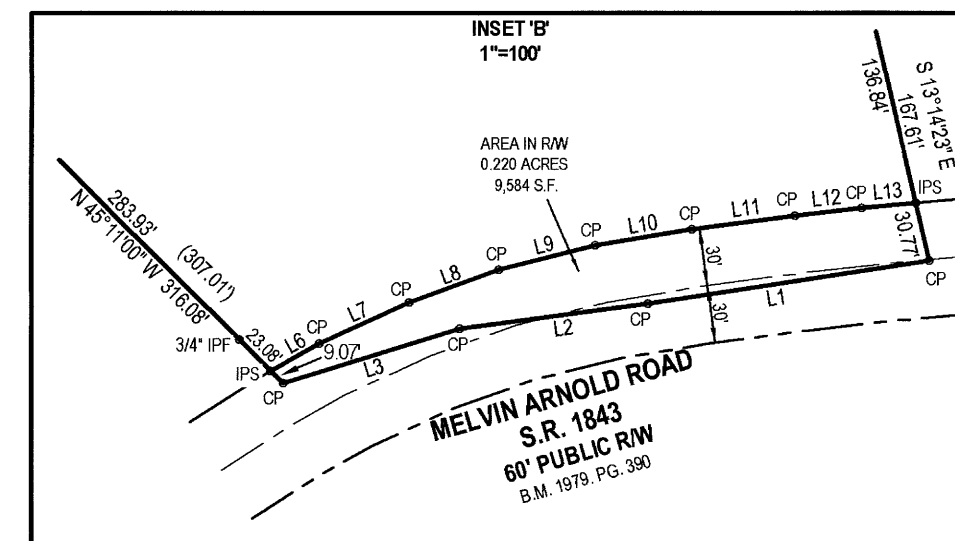 INSET 'B'
1"=100'
136.84'
S 13°14'23" E
167.61'
AREA IN R/W
0.220 ACRES
9,584 S.F.
283.93'
(307.01')
N 45°11'00" W 316.08'
3/4" IPF
23.08'
IPS
CP
L6
CP
9.07'
L7
CP
L8
CP
L9
CP
L10
CP
L11
CP
L12
CP
L13
IPS
30.77'
CP
30'
30'
L3
CP
L2
CP
L1
MELVIN ARNOLD ROAD
S.R. 1843
60' PUBLIC R/W
B.M. 1979. PG. 390